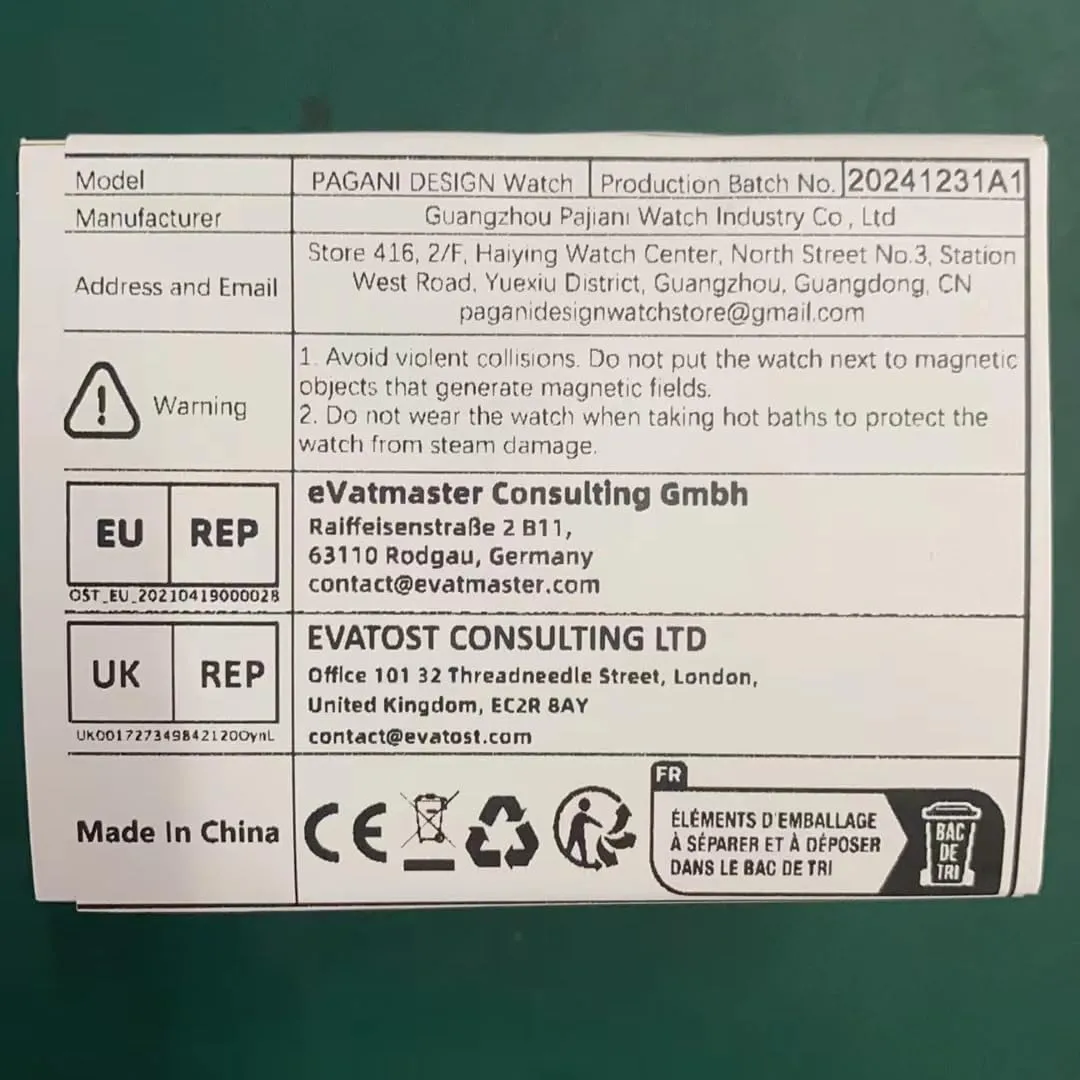 Model PAGANI DESIGN Watch Production Batch No. 20241231A1
Manufacturer Guangzhou Pajiani Watch Industry Co., Ltd
Address and Email
Store 416, 2/F, Haiying Watch Center, North Street No.3, Station
West Road, Yuexiu District, Guangzhou, Guangdong, CN
paganidesignwatchstore@gmail.com
Warning
1. Avoid violent collisions. Do not put the watch next to magnetic
objects that generate magnetic fields.
2. Do not wear the watch when taking hot baths to protect the
watch from steam damage.
EU REP
OST_EU_20210419000028
eVatmaster Consulting Gmbh
Raiffeisenstraße 2 B11,
63110 Rodgau, Germany
contact@evatmaster.com
UK REP
UK00172734984212OOynL
EVATOST CONSULTING LTD
Office 101 32 Threadneedle Street, London,
United Kingdom, EC2R 8AY
contact@evatost.com
Made In China
CE
FR
ÉLÉMENTS D'EMBALLAGE
À SÉPARER ET À DÉPOSER
DANS LE BAC DE TRI
BAC
DE
TRI